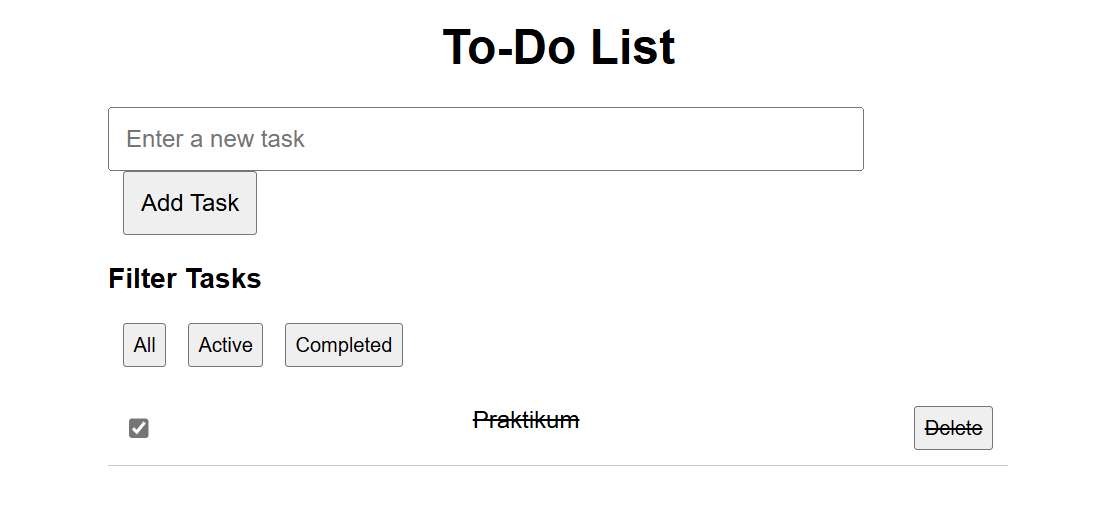 To-Do List
Enter a new task
Add Task
Filter Tasks
All Active Completed
Praktikum Delete